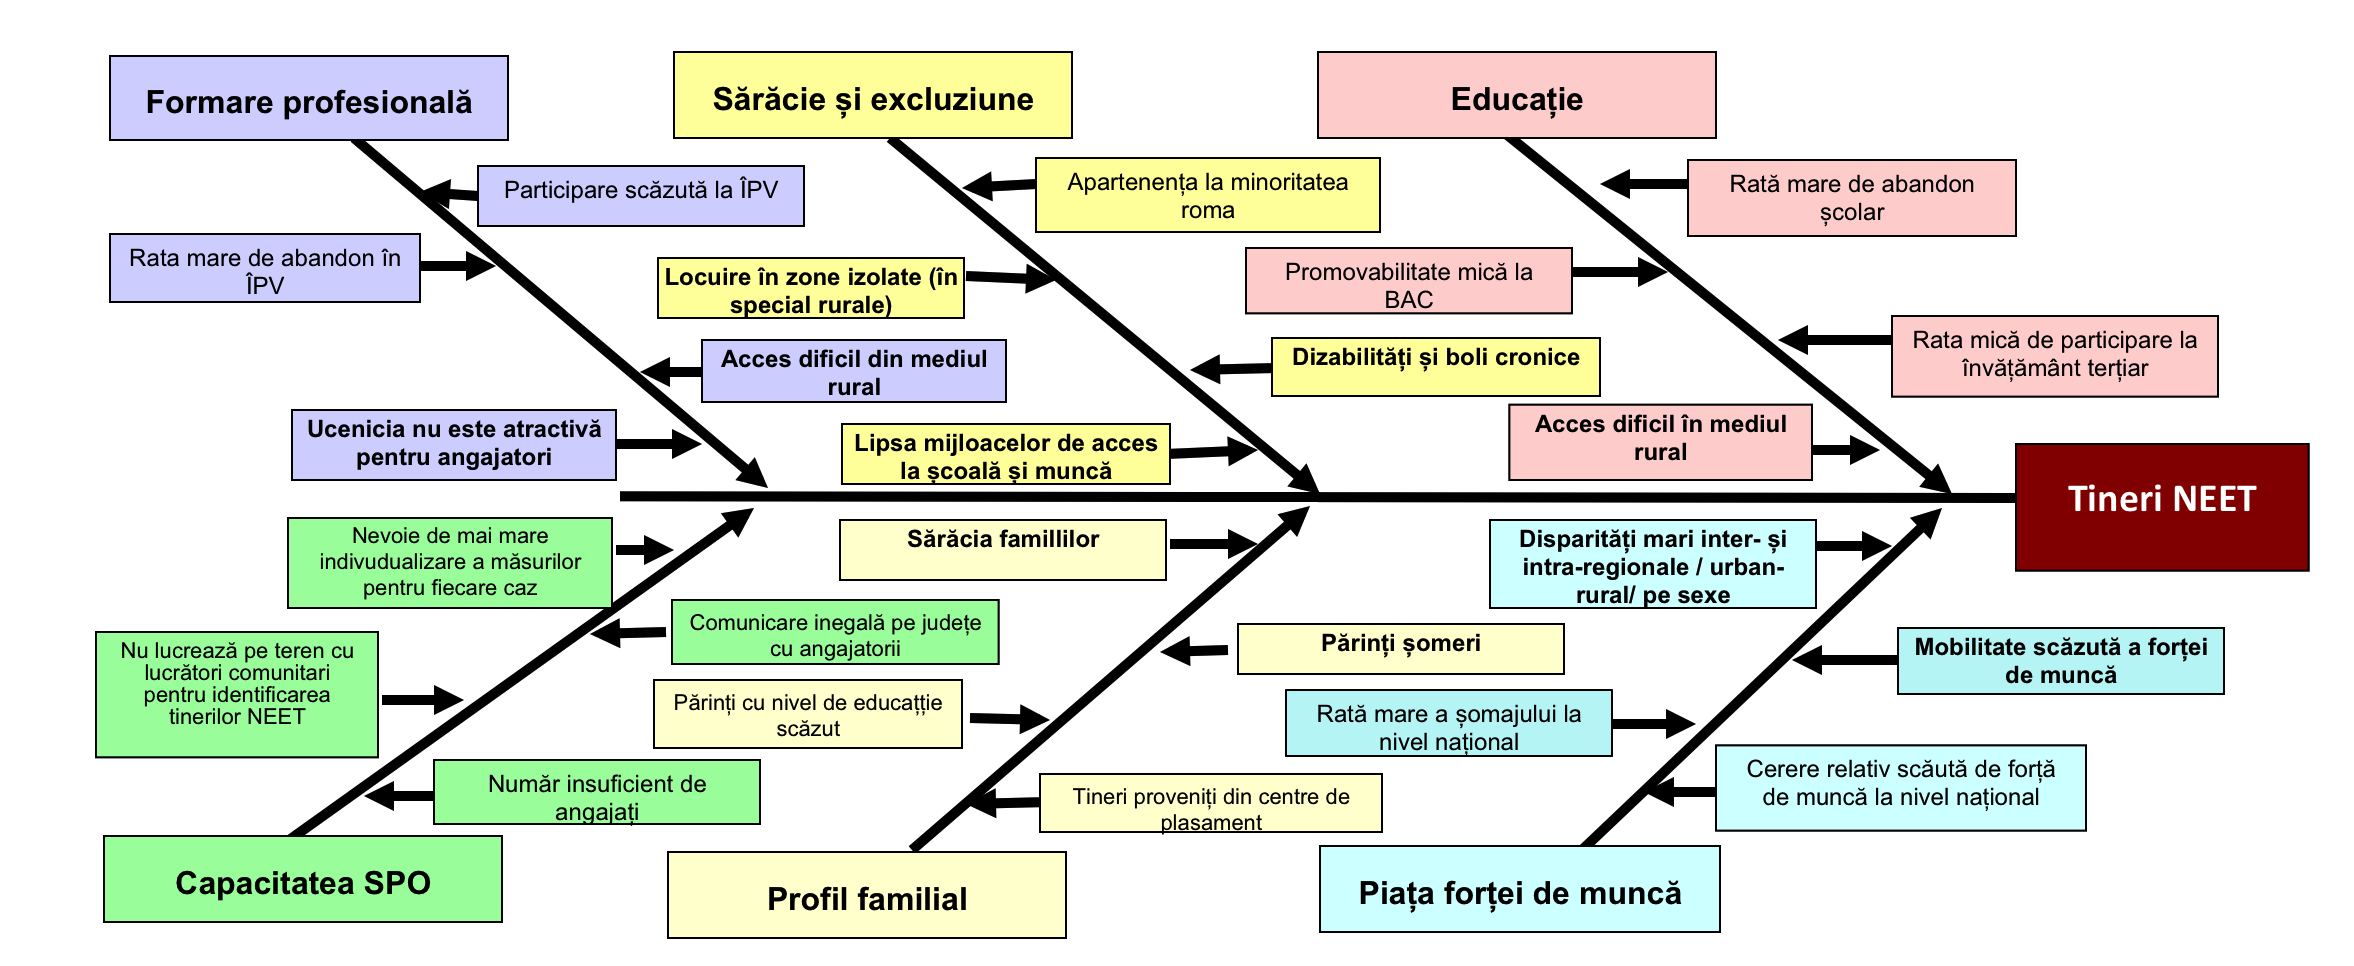 Formare profesională
Sărăcie și excluziune
Educație
Participare scăzută la ÎPV
Apartenența la minoritatea
roma
Rată mare de abandon
școlar
Rata mare de abandon în
ÎPV
Locuire în zone izolate (în
special rurale)
Promovabilitate mică la
BAC
Acces dificil din mediul
rural
Dizabilități și boli cronice
Rata mică de participare la
învățământ terțiar
Ucenicia nu este atractivă
pentru angajatori
Lipsa mijloacelor de acces
la școală și muncă
Acces dificil în mediul
rural
Tineri NEET
Nevoie de mai mare
indivudualizare a măsurilor
pentru fiecare caz
Sărăcia famillilor
Disparități mari inter- și
intra-regionale / urban-
rural/ pe sexe
Comunicare inegală pe județe
cu angajatorii
Părinți șomeri
Mobilitate scăzută a forței
de muncă
Nu lucrează pe teren cu
lucrători comunitari
pentru identificarea
tinerilor NEET
Părinți cu nivel de educațție
scăzut
Rată mare a șomajului la
nivel național
Număr insuficient de
angajați
Tineri proveniți din centre de
plasament
Cerere relativ scăută de forță
de muncă la nivel național
Capacitatea SPO
Profil familial
Piața forței de muncă